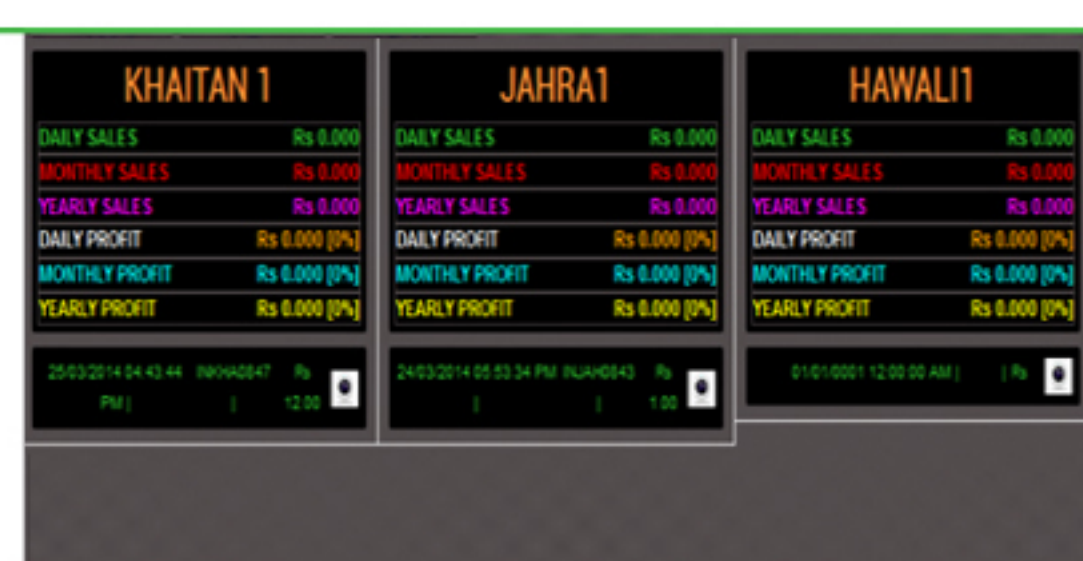 KHAITAN 1
DAILY SALES Rs 0.000
MONTHLY SALES Rs 0.000
YEARLY SALES Rs 0.000
DAILY PROFIT Rs 0.000 [0%]
MONTHLY PROFIT Rs 0.000 [0%]
YEARLY PROFIT Rs 0.000 [0%]
25/03/2014 04:43:44 INKHA0847 Rs
PM | | 12.00
JAHRA1
DAILY SALES Rs 0.000
MONTHLY SALES Rs 0.000
YEARLY SALES Rs 0.000
DAILY PROFIT Rs 0.000 [0%]
MONTHLY PROFIT Rs 0.000 [0%]
YEARLY PROFIT Rs 0.000 [0%]
24/03/2014 05:53:34 PM INJAH0843 Rs
| | 1.00
HAWALI1
DAILY SALES Rs 0.000
MONTHLY SALES Rs 0.000
YEARLY SALES Rs 0.000
DAILY PROFIT Rs 0.000 [0%]
MONTHLY PROFIT Rs 0.000 [0%]
YEARLY PROFIT Rs 0.000 [0%]
01/01/0001 12:00:00 AM | | Rs